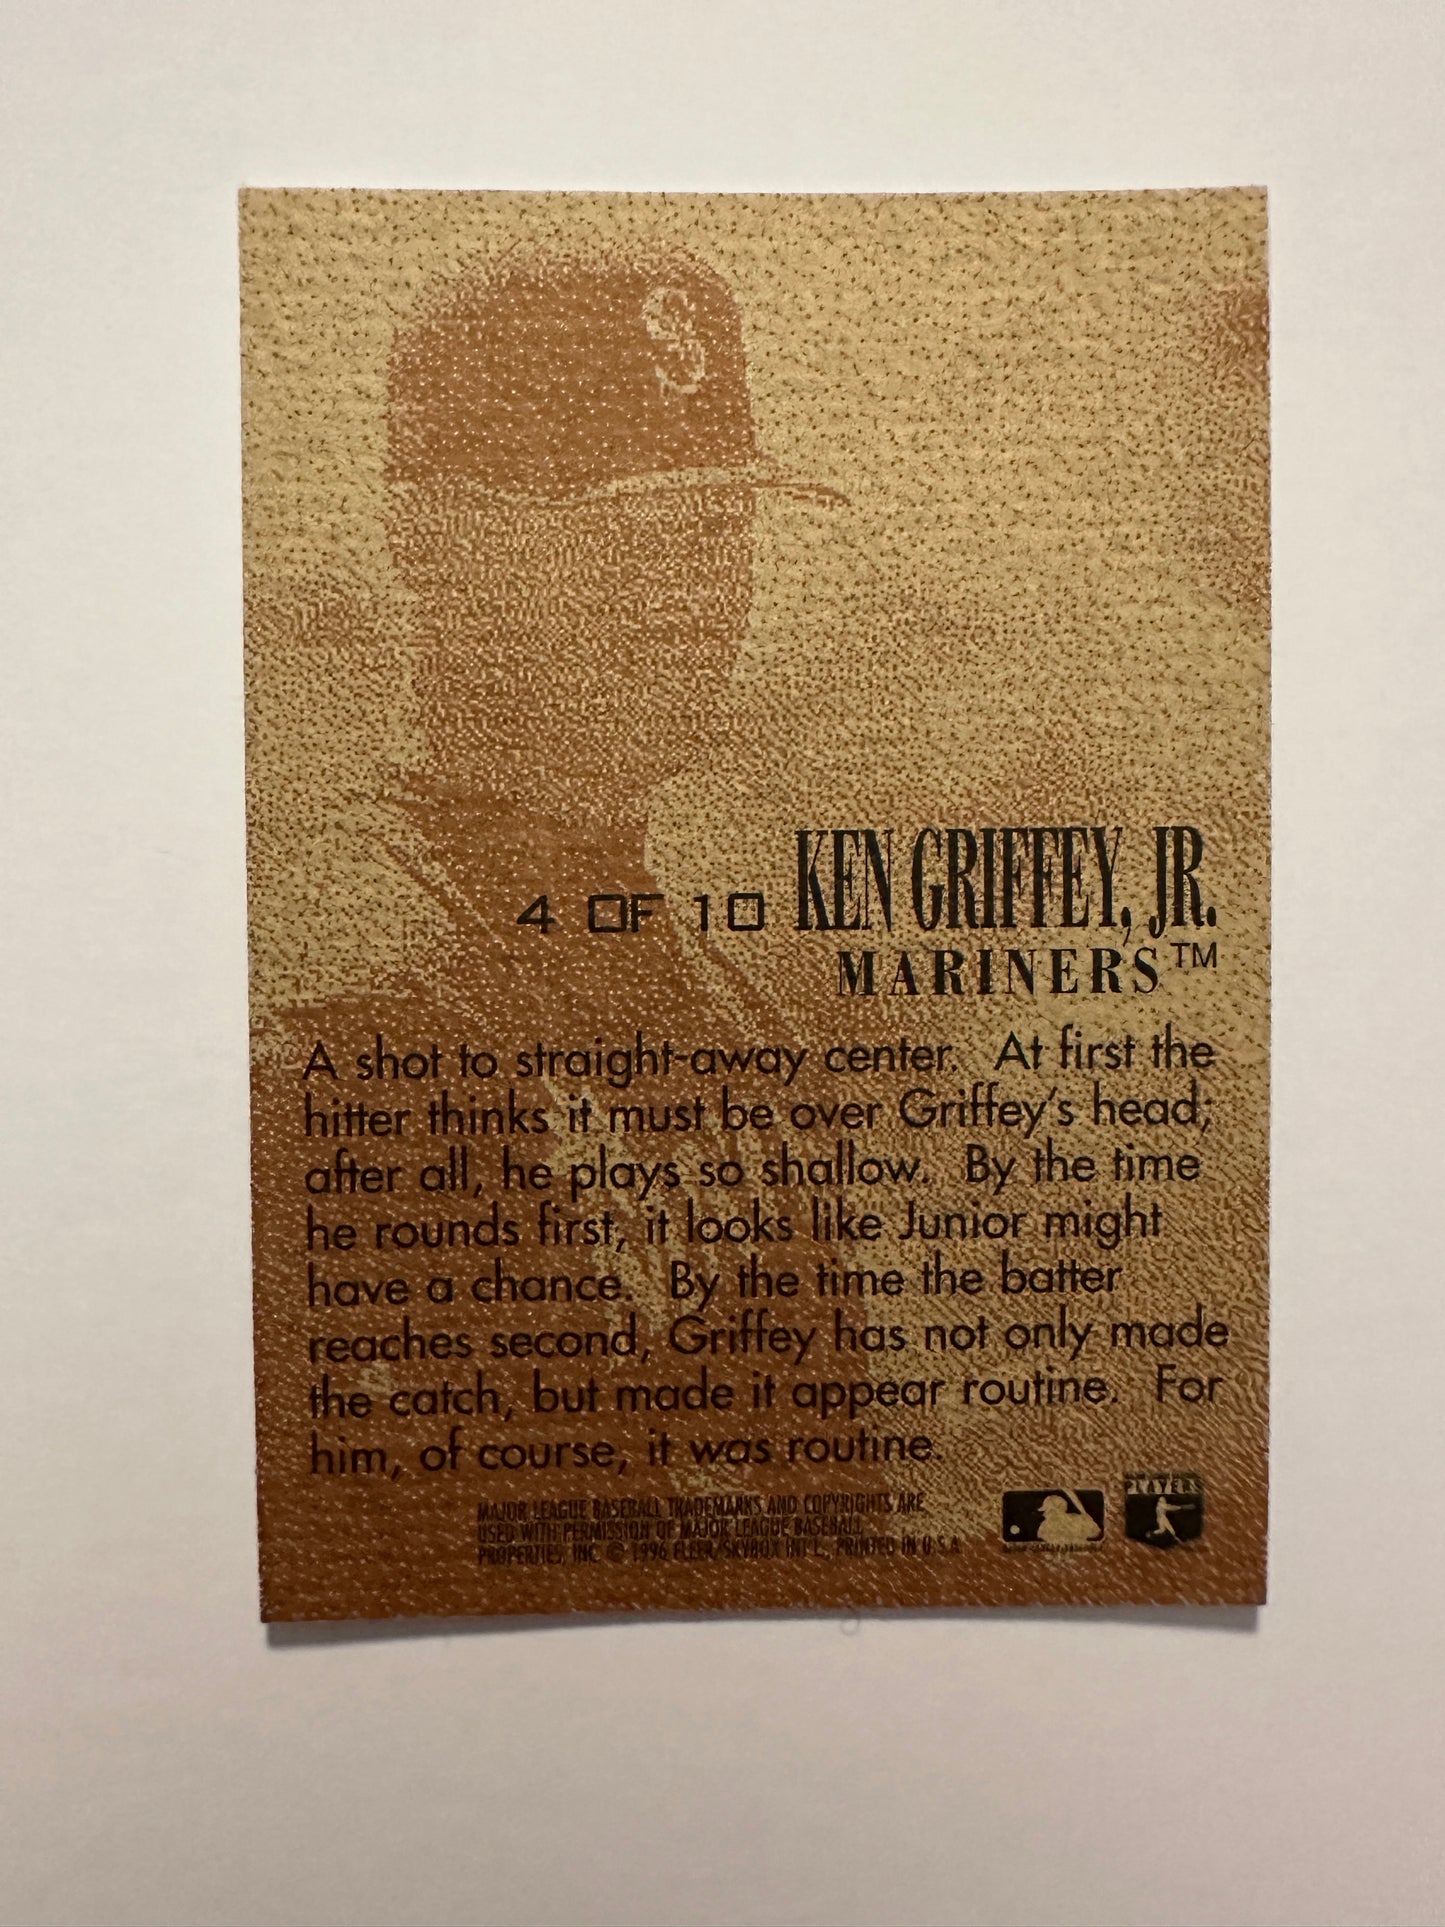 4 OF 10 KEN GRIFFEY, JR.
MARINERS™
A shot to straight-away center. At first the
hitter thinks it must be over Griffey's head;
after all, he plays so shallow. By the time
he rounds first, it looks like Junior might
have a chance. By the time the batter
reaches second, Griffey has not only made
the catch, but made it appear routine. For
him, of course, it was routine.
MAJOR LEAGUE BASEBALL TRADEMARKS AND COPYRIGHTS ARE
USED WITH PERMISSION OF MAJOR LEAGUE BASEBALL
PROPERTIES, INC. © 1996 FLEER/SKYBOX INT'L., PRINTED IN U.S.A.
PLAYERS